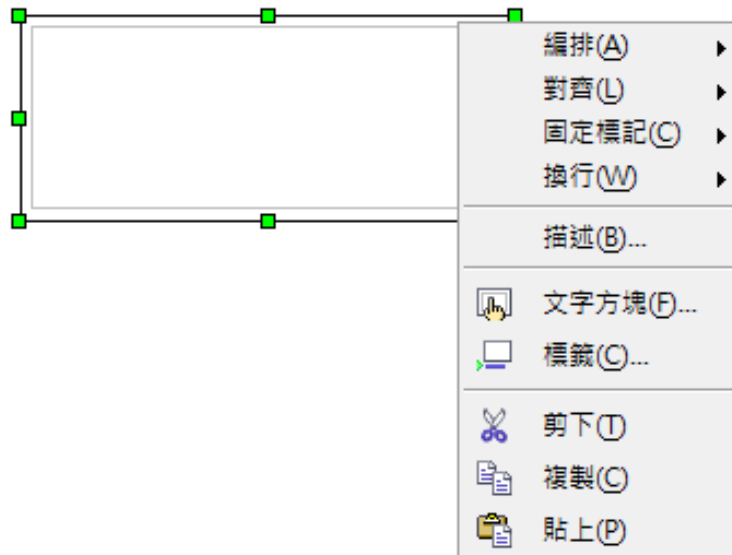 編排(A)
對齊(L)
固定標記(C)
換行(W)
描述(B)...
文字方塊(F)...
標籤(C)...
剪下(T)
複製(C)
貼上(P)